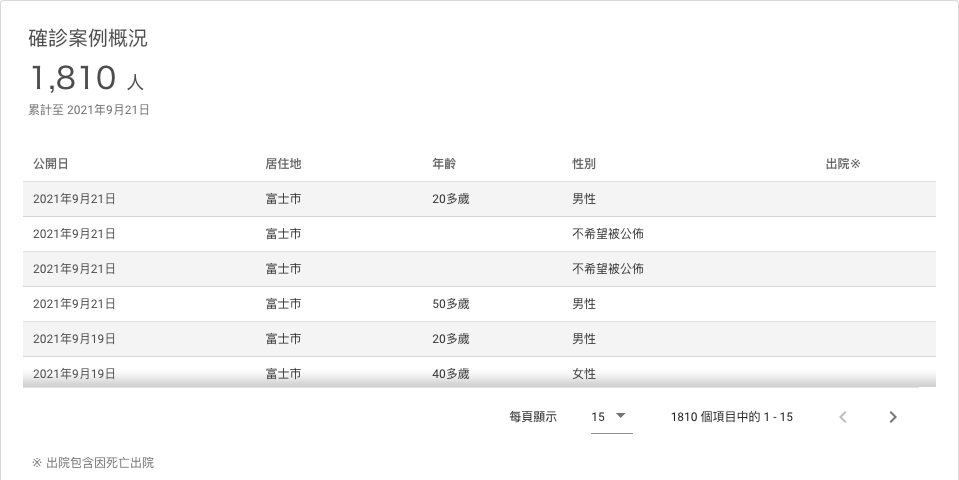 確診案例概況
1,810 人
累計至 2021年9月21日
公開日 居住地 年齡 性別 出院※
2021年9月21日 富士市 20多歲 男性
2021年9月21日 富士市 不希望被公佈
2021年9月21日 富士市 不希望被公佈
2021年9月21日 富士市 50多歲 男性
2021年9月19日 富士市 20多歲 男性
2021年9月19日 富士市 40多歲 女性
每頁顯示 15 1810 個項目中的 1 - 15
※ 出院包含因死亡出院